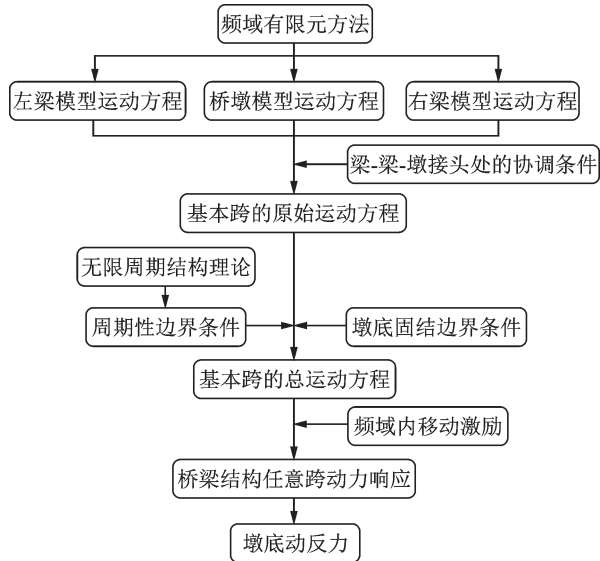 频域有限元方法
左梁模型运动方程
桥墩模型运动方程
右梁模型运动方程
梁-梁-墩接头处的协调条件
基本跨的原始运动方程
无限周期结构理论
周期性边界条件
墩底固结边界条件
基本跨的总运动方程
频域内移动激励
桥梁结构任意跨动力响应
墩底动反力